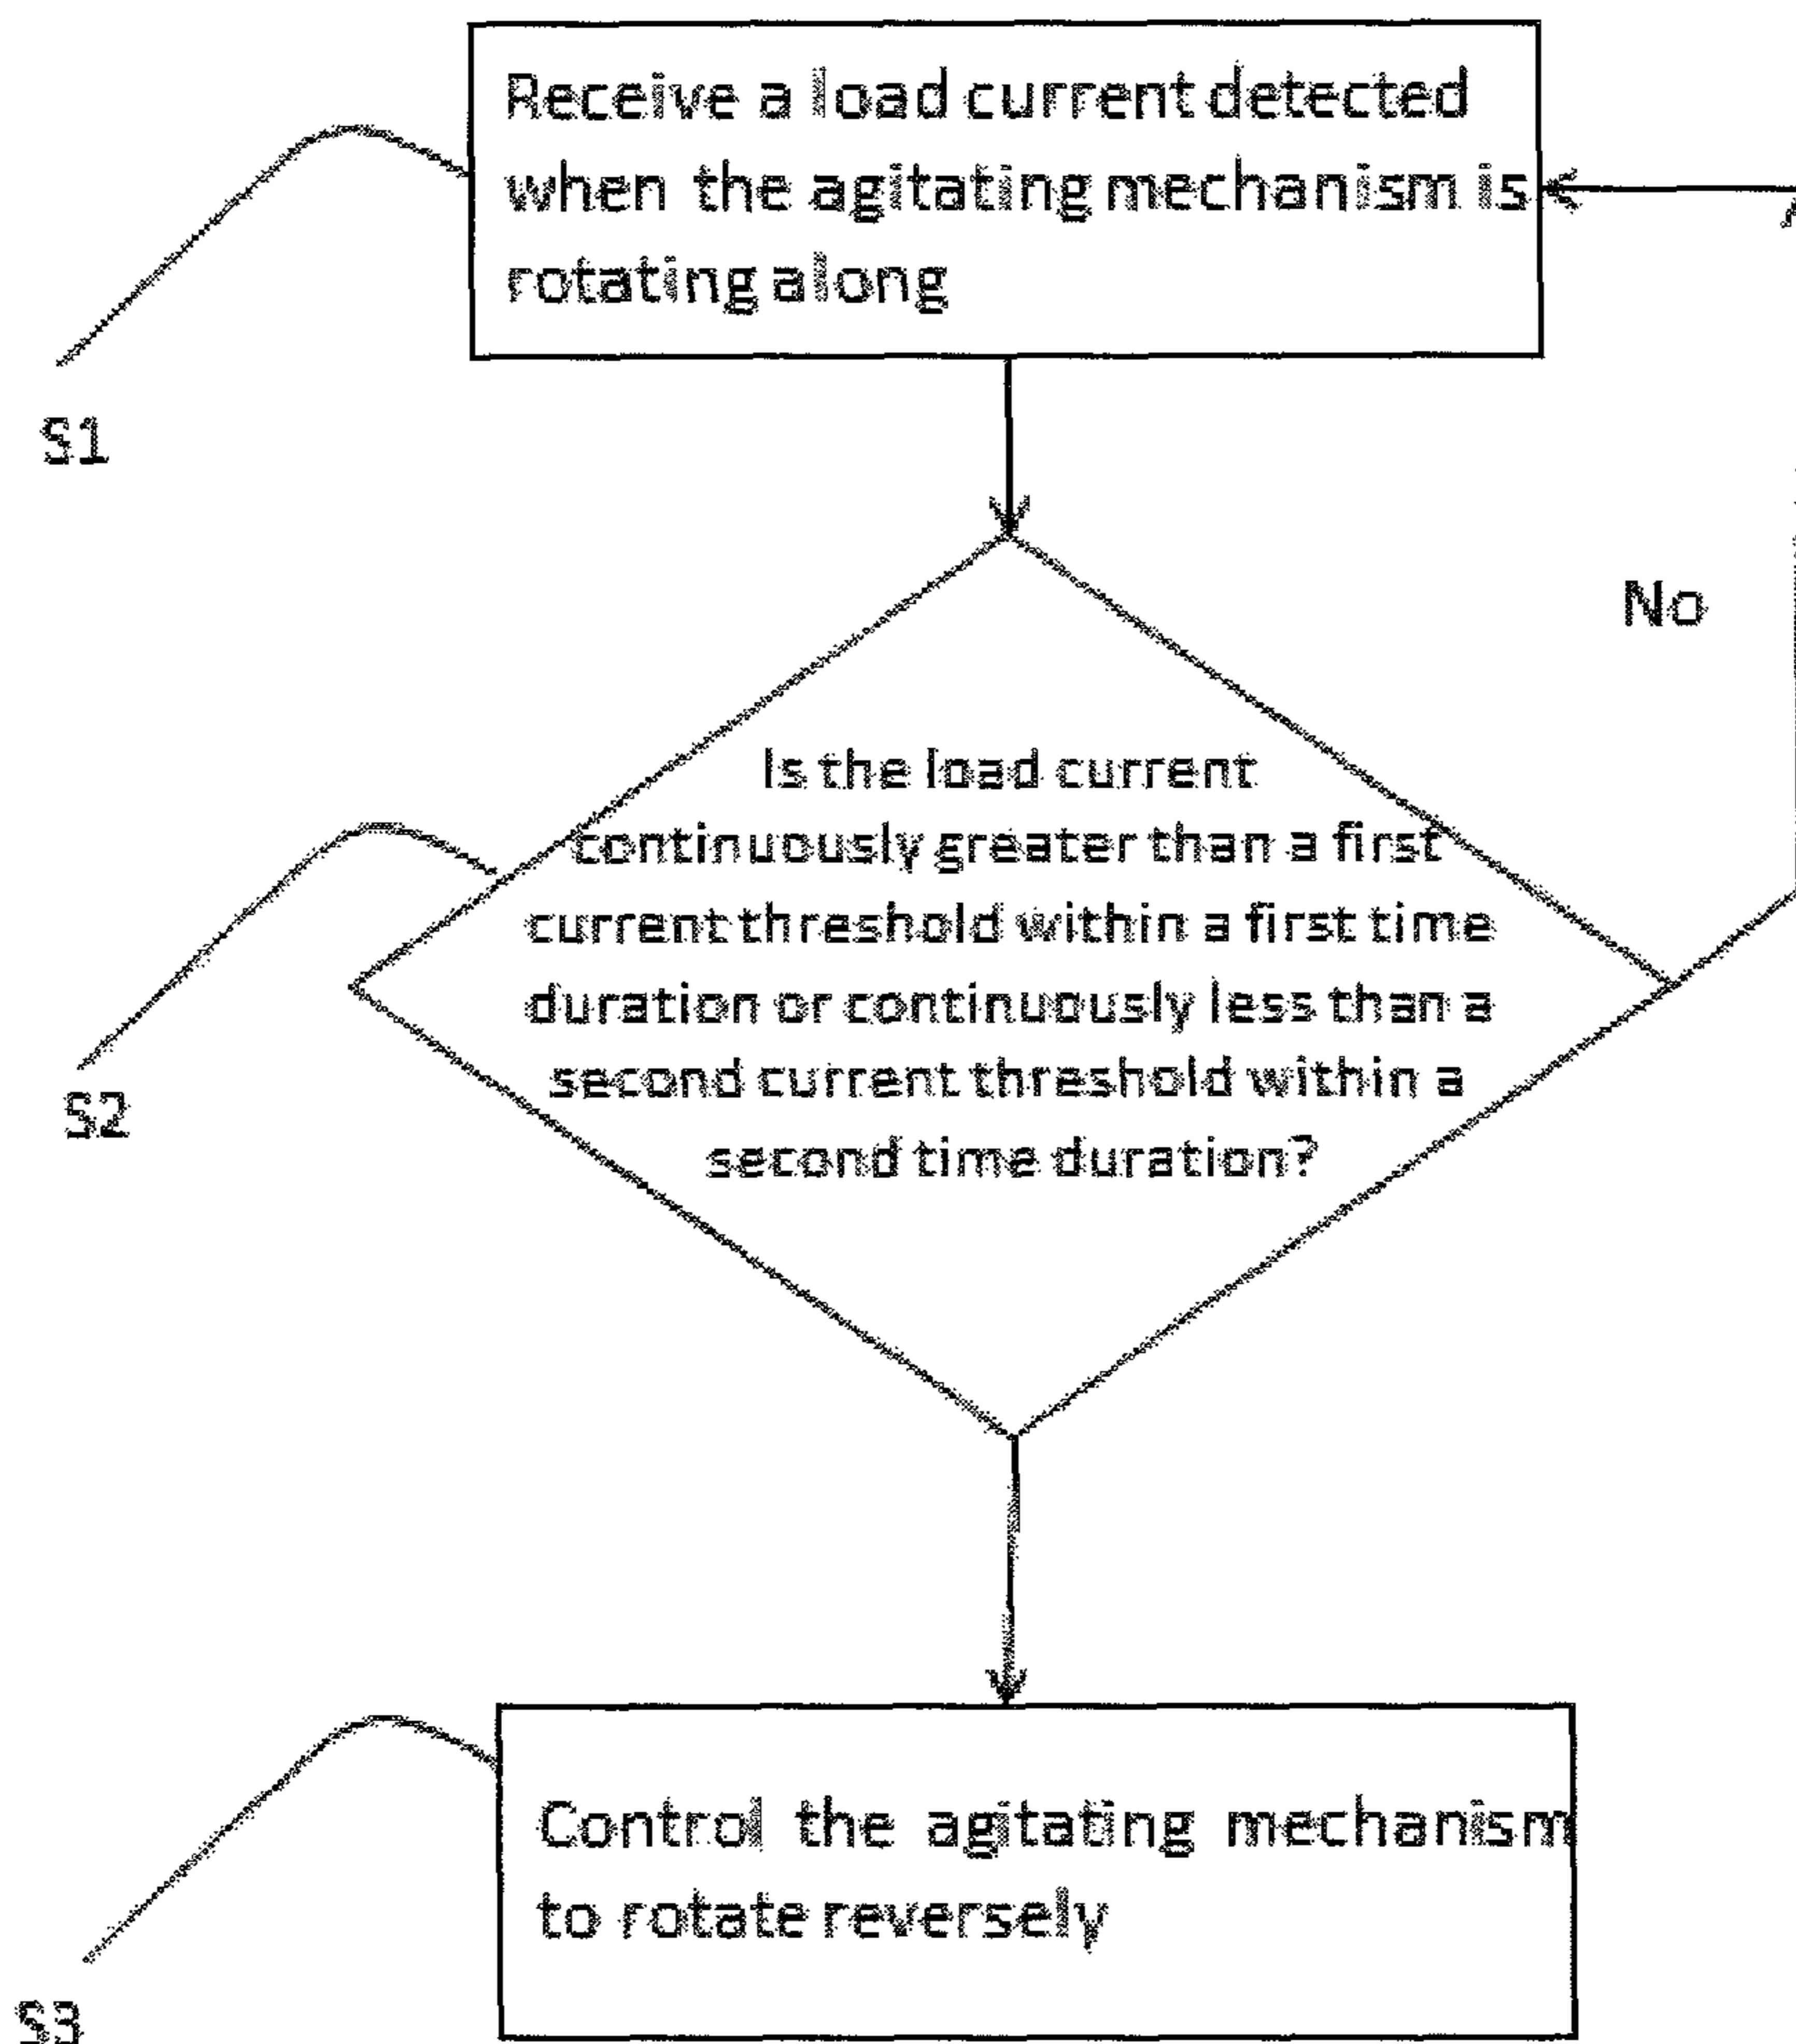 Receive a load current detected
when the agitating mechanism is
rotating along
S1
No
Is the load current
continuously greater than a first
current threshold within a first time
duration or continuously less than a
second current threshold within a
second time duration?
S2
Control the agitating mechanism
to rotate reversely
S3